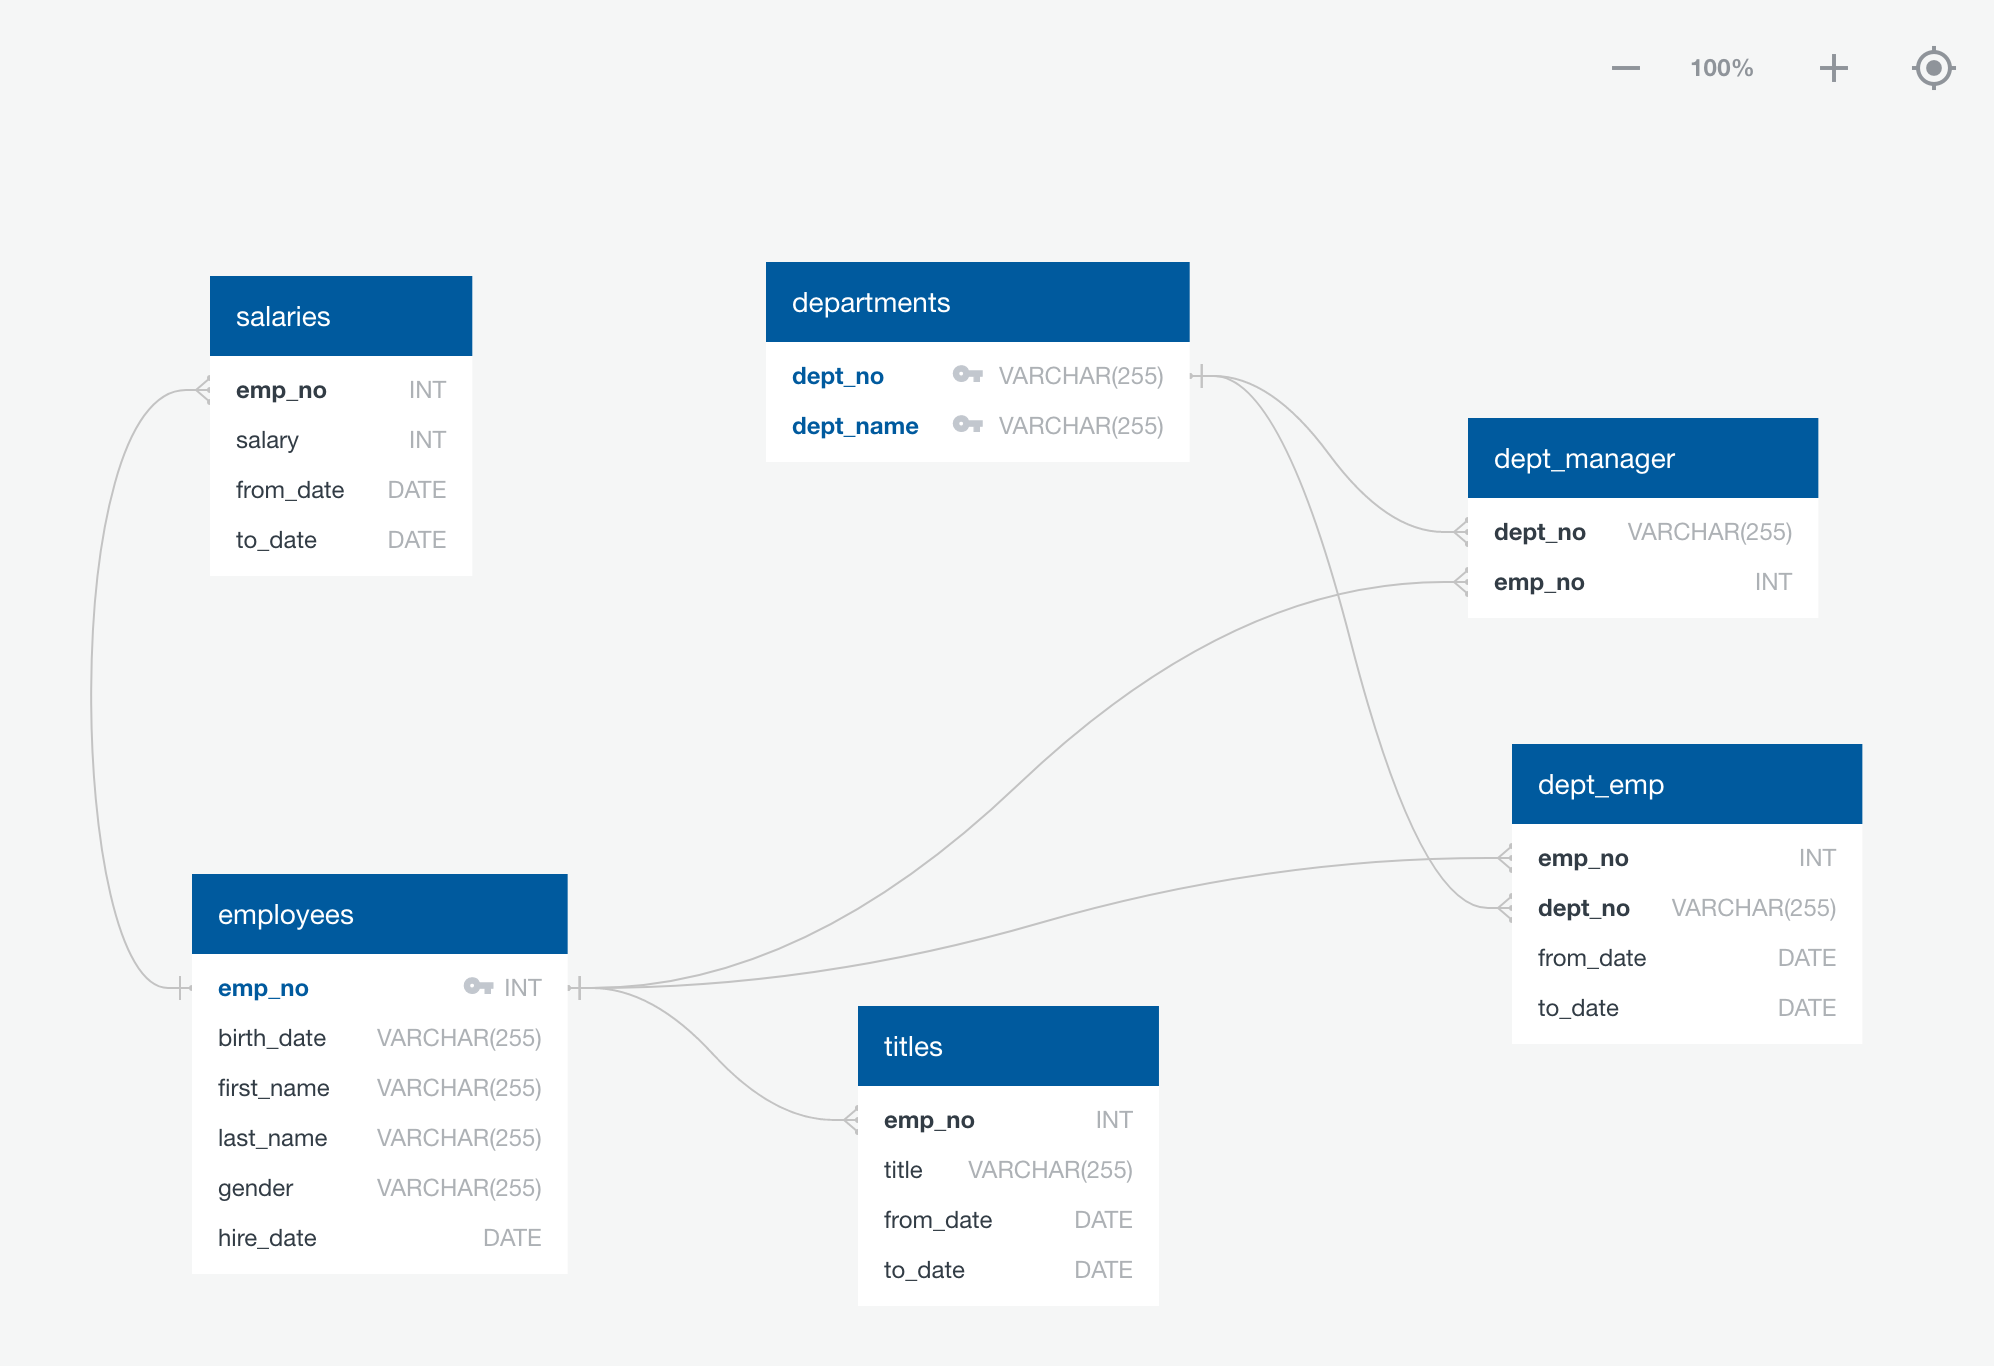 100%
salaries
emp_no INT
salary INT
from_date DATE
to_date DATE
departments
dept_no VARCHAR(255)
dept_name VARCHAR(255)
dept_manager
dept_no VARCHAR(255)
emp_no INT
dept_emp
emp_no INT
dept_no VARCHAR(255)
from_date DATE
to_date DATE
employees
emp_no INT
birth_date VARCHAR(255)
first_name VARCHAR(255)
last_name VARCHAR(255)
gender VARCHAR(255)
hire_date DATE
titles
emp_no INT
title VARCHAR(255)
from_date DATE
to_date DATE